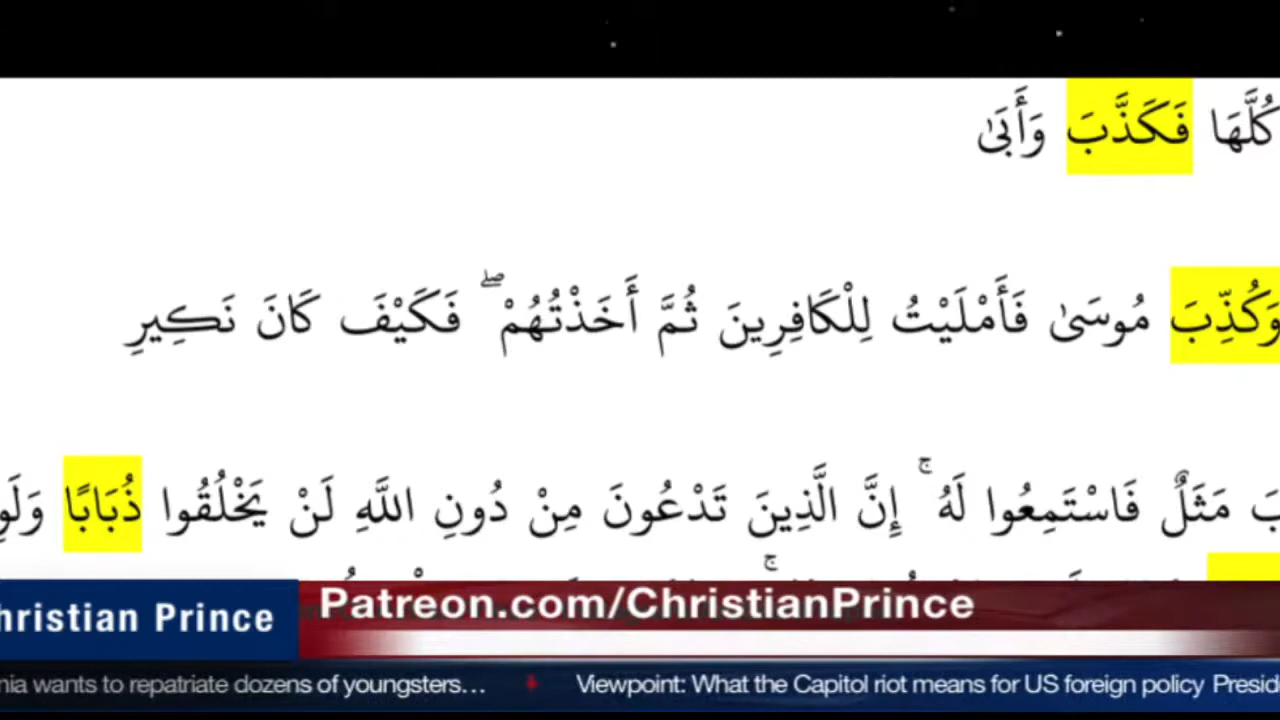 كُلَّهَا فَكَذَّبَ وَأَبَىٰ
وَكُذِّبَ مُوسَىٰ فَأَمْلَيْتُ لِلْكَافِرِينَ ثُمَّ أَخَذْتُهُمْ ۖ فَكَيْفَ كَانَ نَكِيرِ
مَثَلٌ فَاسْتَمِعُوا لَهُ ۚ إِنَّ الَّذِينَ تَدْعُونَ مِنْ دُونِ اللَّهِ لَنْ يَخْلُقُوا ذُبَابًا وَلَوِ
Patreon.com/ChristianPrince
hristian Prince
nia wants to repatriate dozens of youngsters... Viewpoint: What the Capitol riot means for US foreign policy Presid